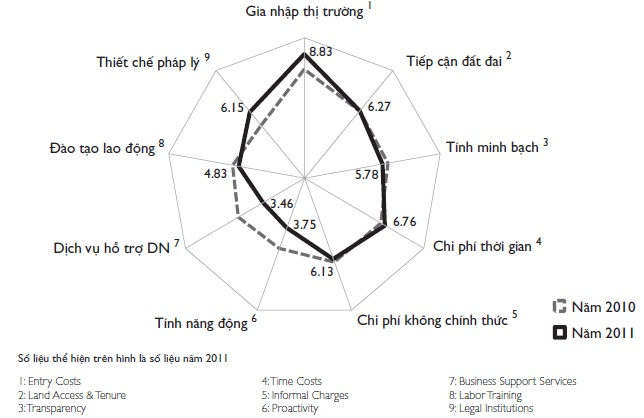 Gia nhập thị trường 1
8.83
Thiết chế pháp lý 9
Tiếp cận đất đai 2
6.15
6.27
Đào tạo lao động 8
Tính minh bạch 3
4.83
5.78
3.46
3.75
6.76
Dịch vụ hỗ trợ DN 7
Chi phí thời gian 4
6.13
Tính năng động 6
Chi phí không chính thức 5
Năm 2010
Năm 2011
Số liệu thể hiện trên hình là số liệu năm 2011
1: Entry Costs
2: Land Access & Tenure
3:Transparency
4:Time Costs
5: Informal Charges
6: Proactivity
7: Business Support Services
8: Labor Training
9: Legal Institutions